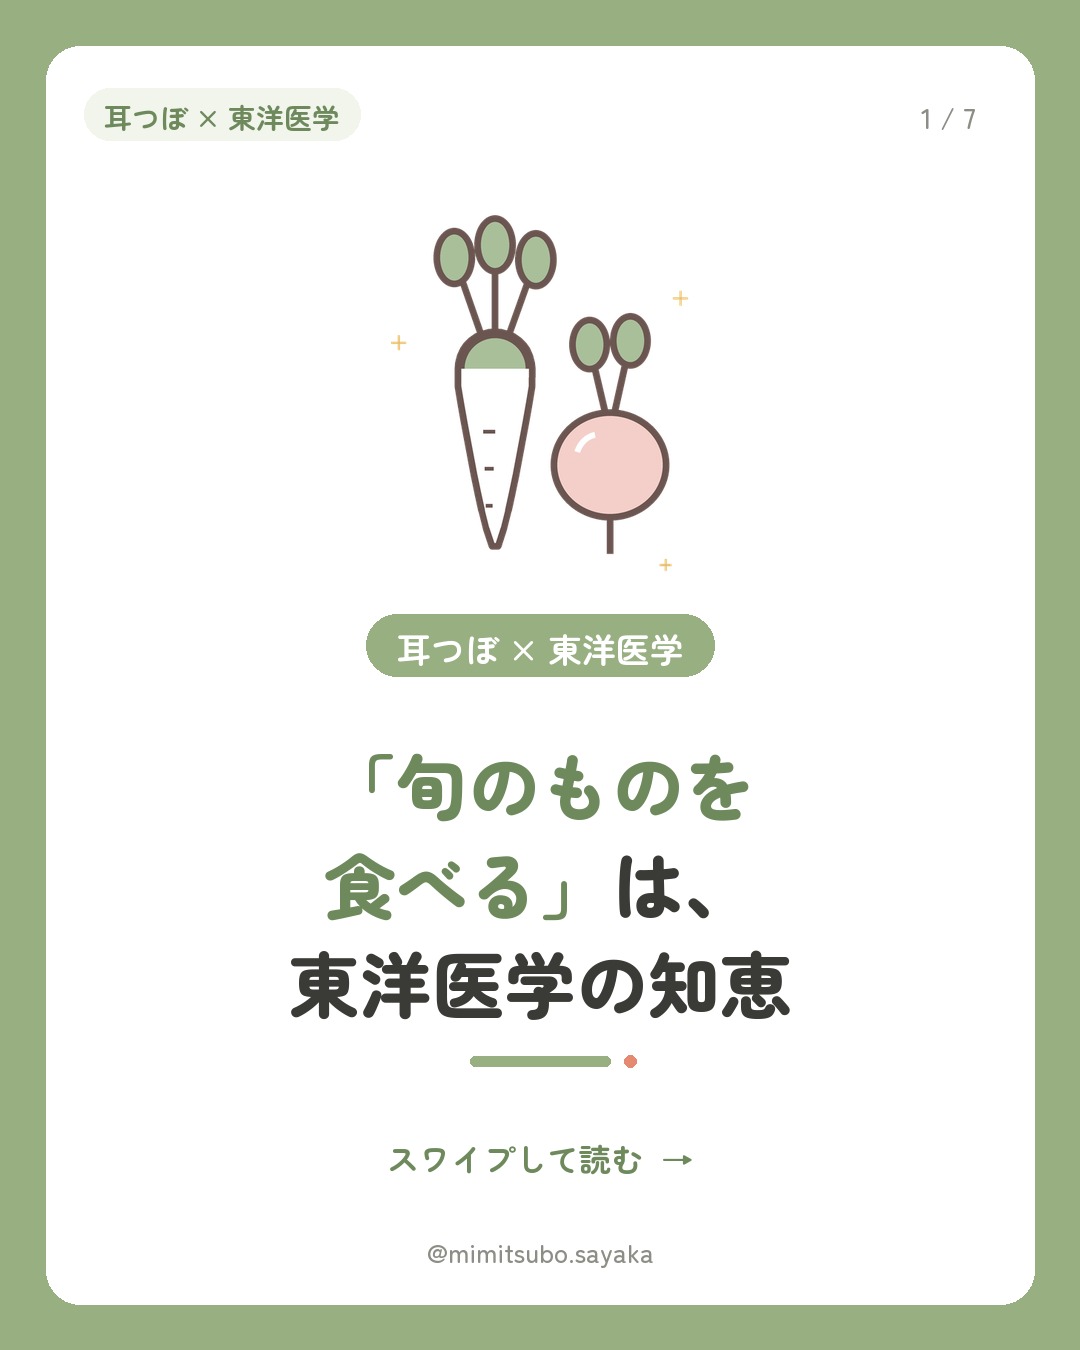 耳つぼ × 東洋医学
1 / 7
耳つぼ × 東洋医学
「旬のものを
食べる」は、
東洋医学の知恵
スワイプして読む →
@mimitsubo.sayaka